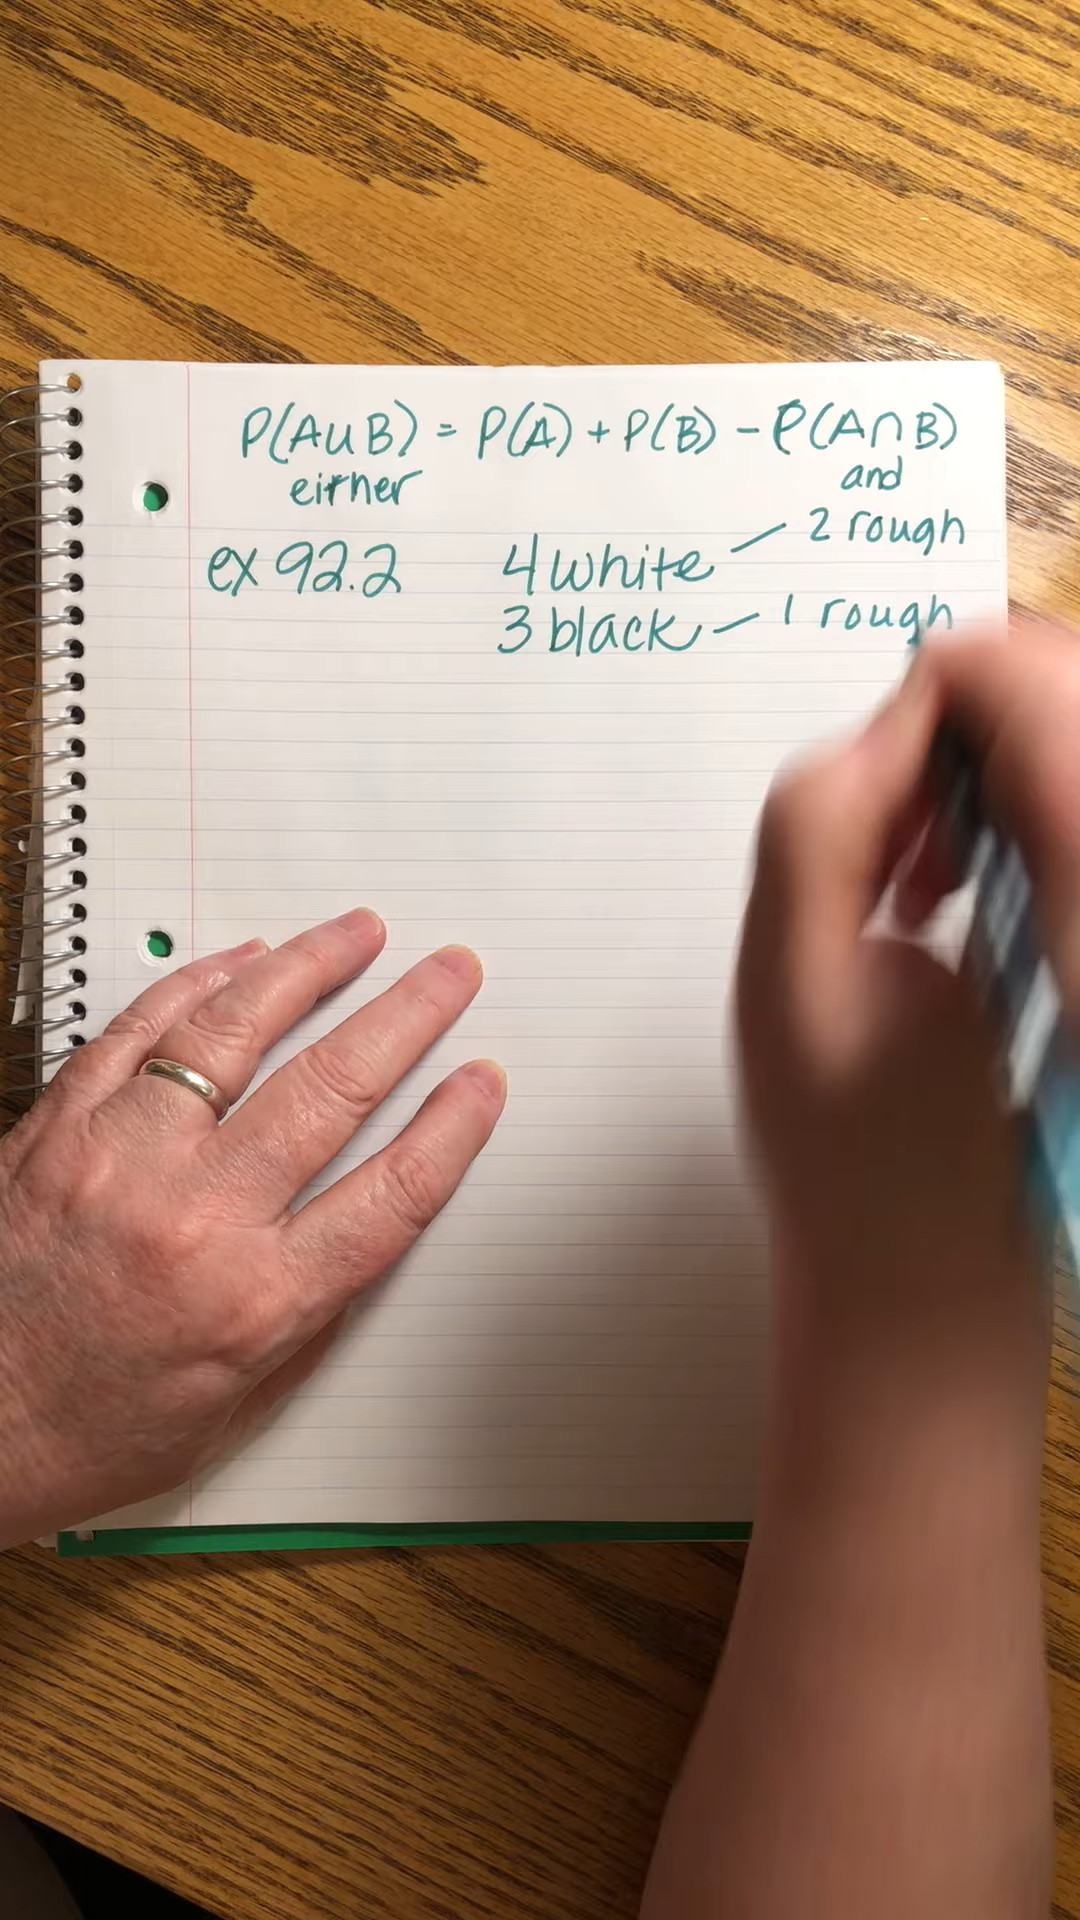 P(A∪B) = P(A) + P(B) - P(A∩B)
either and
ex 92.2 4 white — 2 rough
3 black — 1 rough